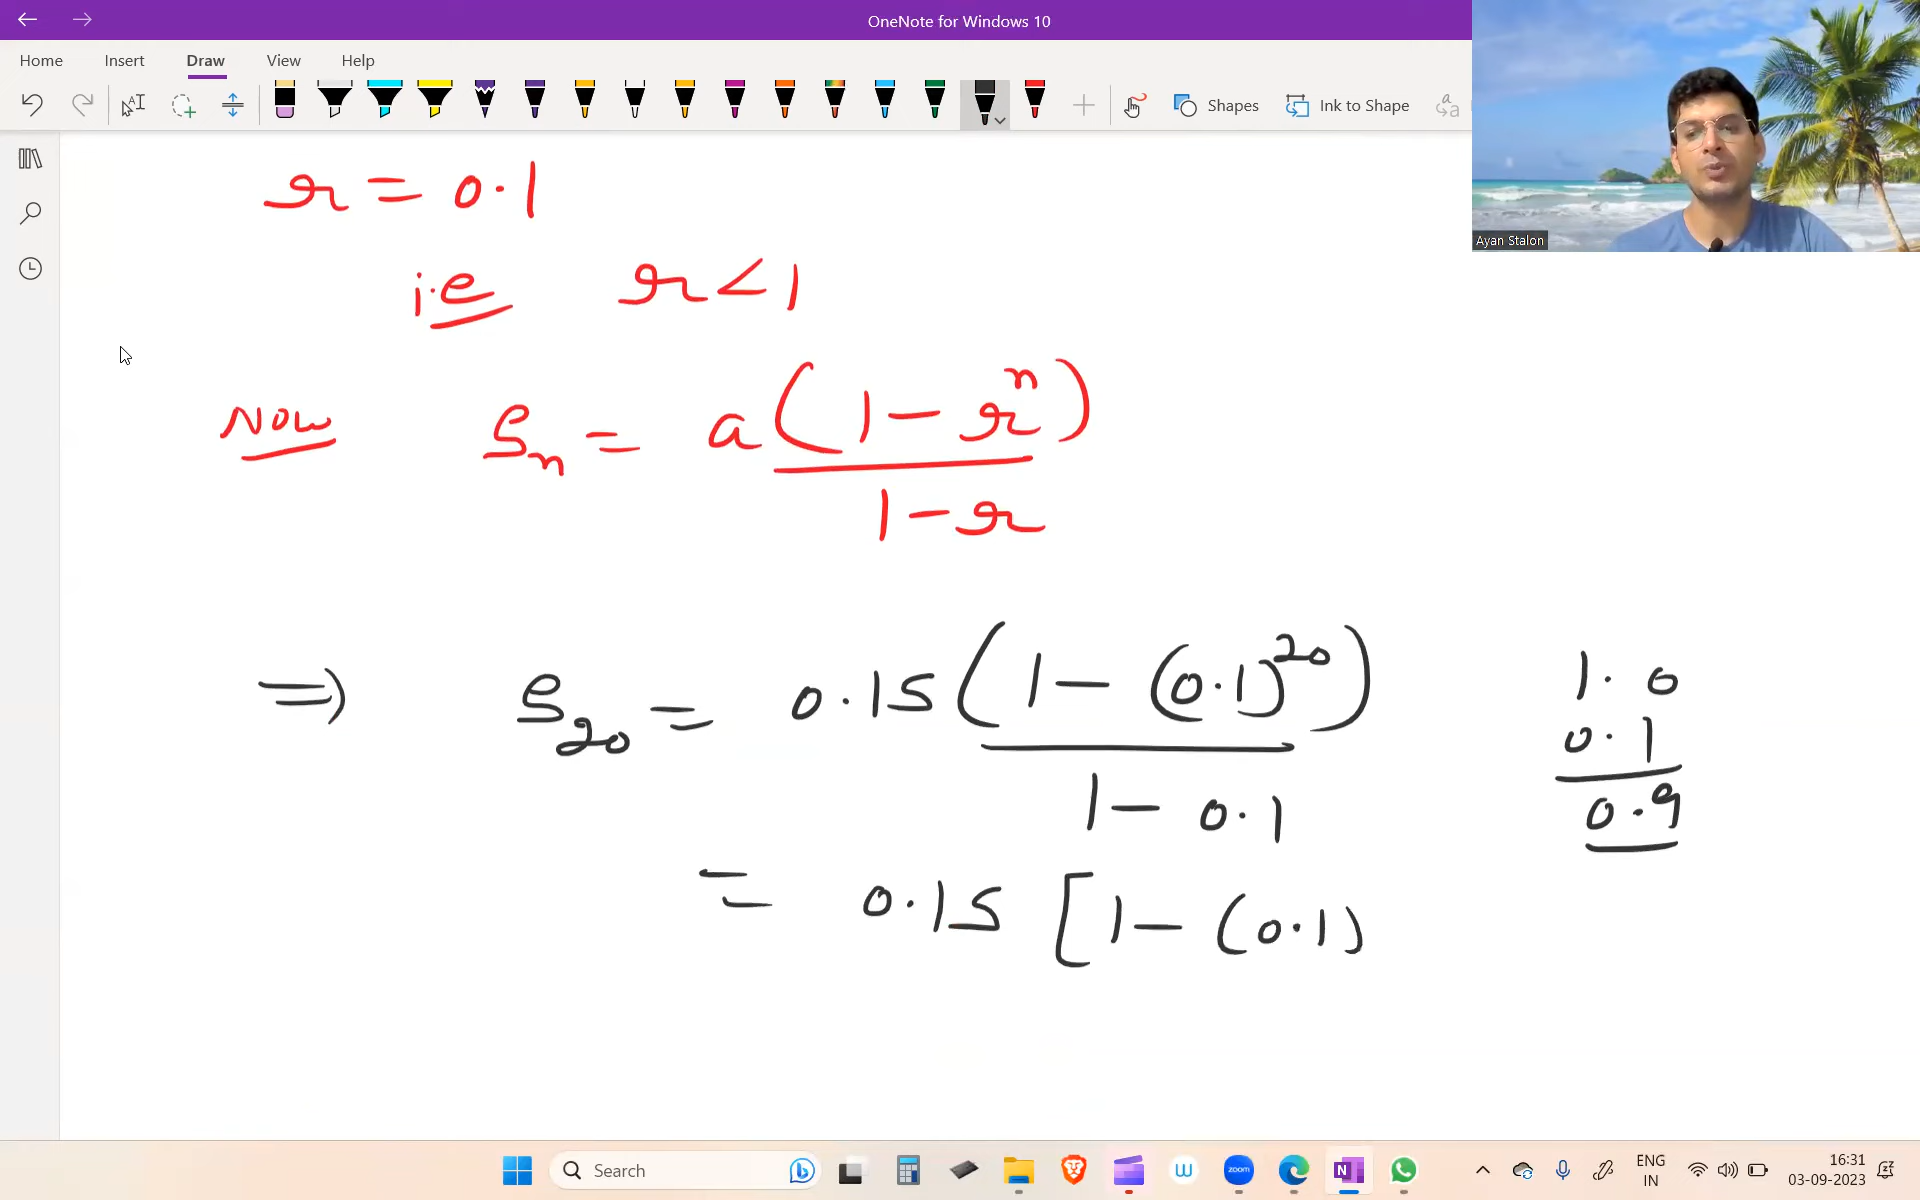 OneNote for Windows 10
Home Insert Draw View Help
Shapes Ink to Shape
Ayan Stalon
r = 0.1
i.e r < 1
Now Sn = a(1 - r^n)
1 - r
=> S20 = 0.15(1 - (0.1)^20)
1 - 0.1
1.0
0.1
0.9
= 0.15 [1 - (0.1)
Search
zoom
ENG
IN
16:31
03-09-2023